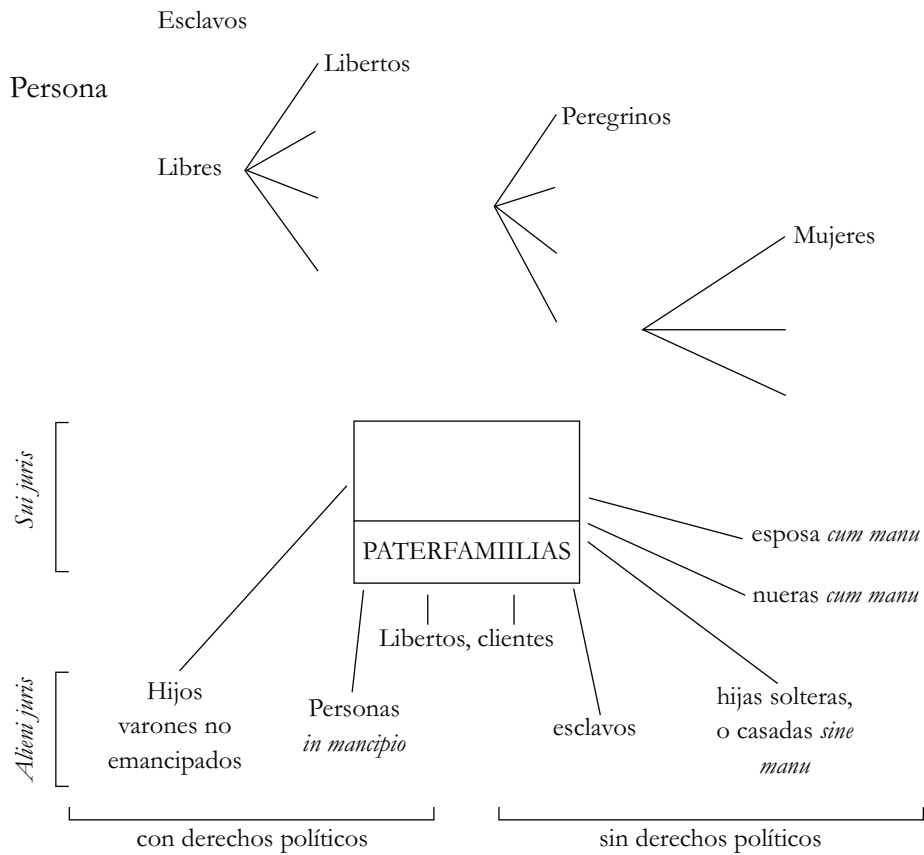 Esclavos
Libertos
Persona
Peregrinos
Libres
Mujeres
Sui juris
PATERFAMIILIAS
esposa cum manu
nueras cum manu
Libertos, clientes
Alieni juris
Hijos
varones no
emancipados
Personas
in mancipio
esclavos
hijas solteras,
o casadas sine
manu
con derechos políticos
sin derechos políticos